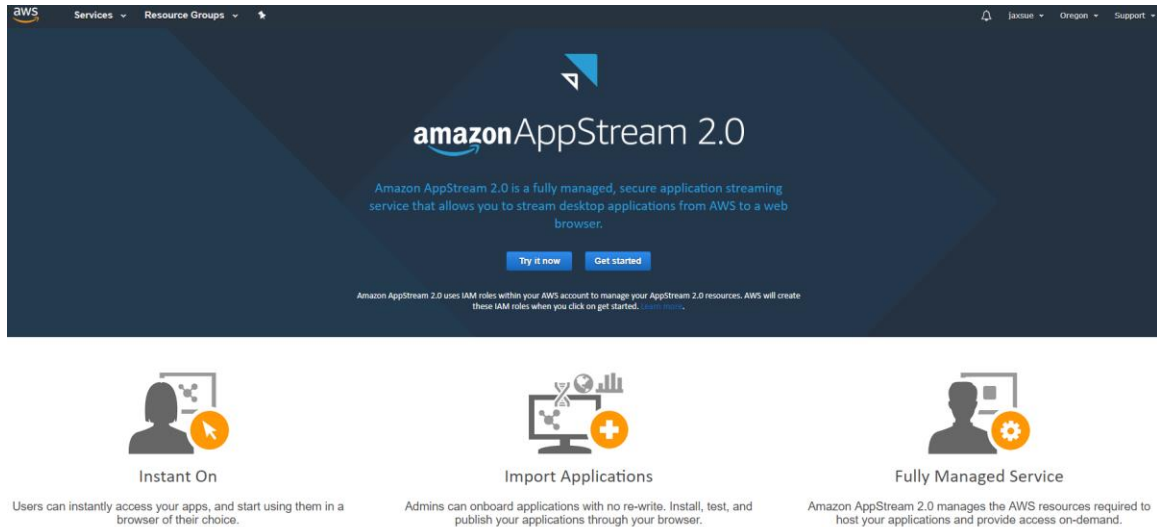 aws Services Resource Groups jaxsue Oregon Support
amazon AppStream 2.0
Amazon AppStream 2.0 is a fully managed, secure application streaming
service that allows you to stream desktop applications from AWS to a web
browser.
Try it now Get started
Amazon AppStream 2.0 uses IAM roles within your AWS account to manage your AppStream 2.0 resources. AWS will create
these IAM roles when you click on get started. Learn more.
Instant On
Users can instantly access your apps, and start using them in a
browser of their choice.
Import Applications
Admins can onboard applications with no re-write. Install, test, and
publish your applications through your browser.
Fully Managed Service
Amazon AppStream 2.0 manages the AWS resources required to
host your applications and provide access on-demand.